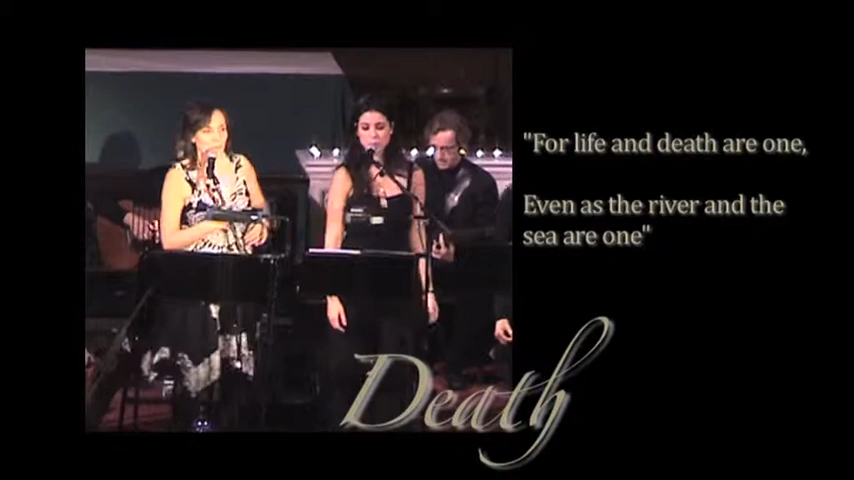 "For life and death are one,
Even as the river and the
sea are one"
Death